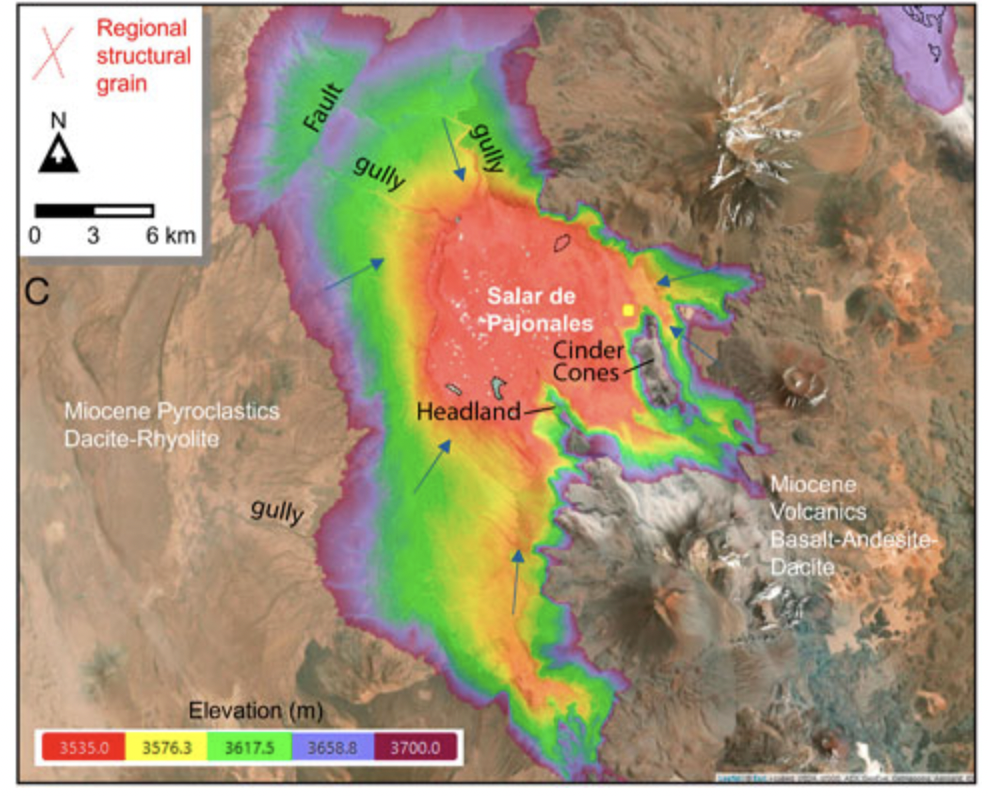 Regional
structural
grain
N
0 3 6 km
C
Fault
gully
gully
Salar de
Pajonales
Cinder
Cones
Headland
Miocene Pyroclastics
Dacite-Rhyolite
gully
Miocene
Volcanics
Basalt-Andesite-
Dacite
Elevation (m)
3535.0 3576.3 3617.5 3658.8 3700.0